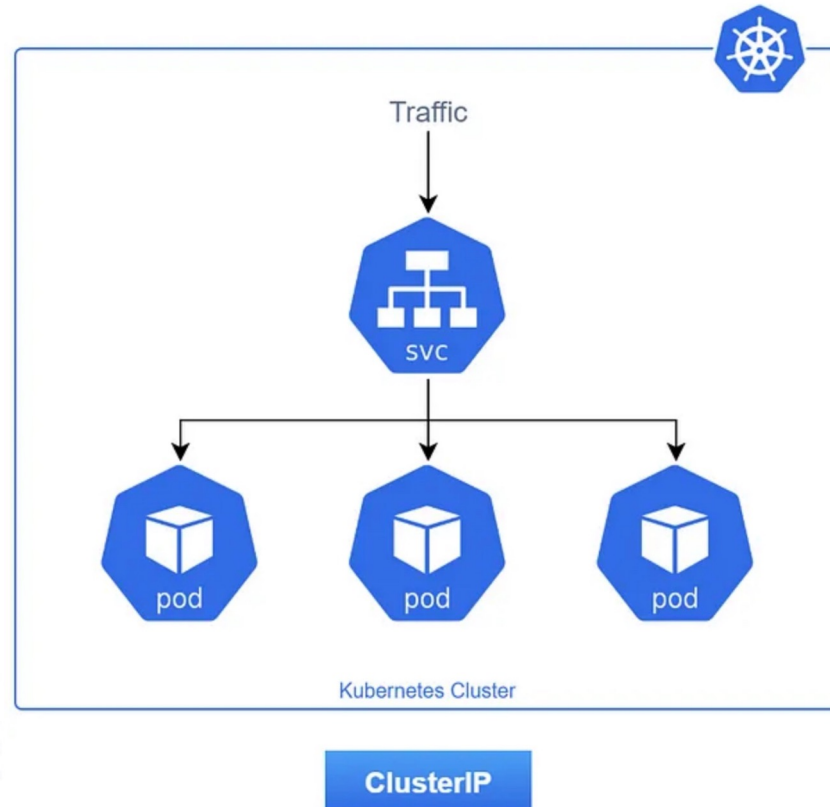 Traffic
svc
pod pod pod
Kubernetes Cluster
ClusterIP